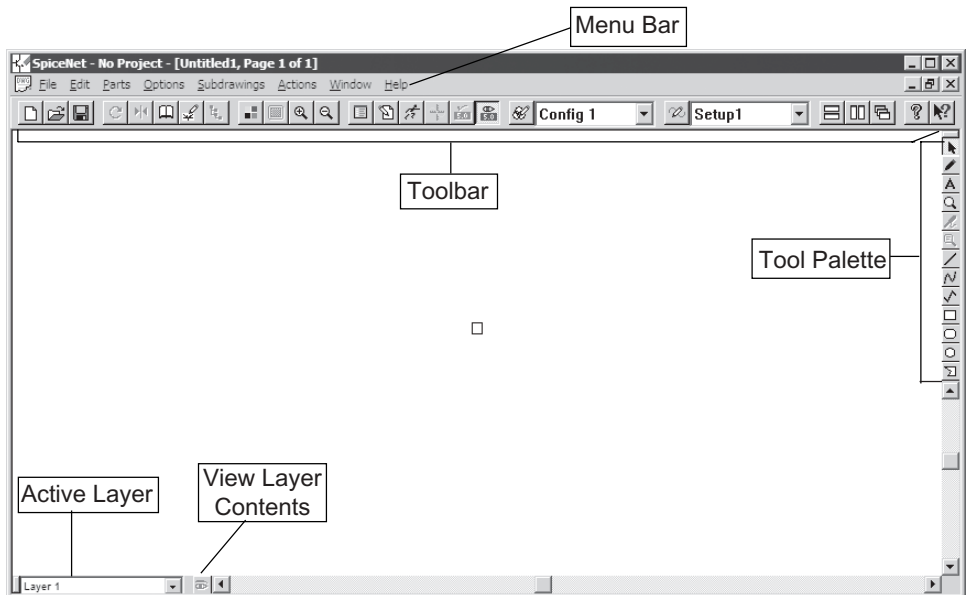 Menu Bar
SpiceNet - No Project - [Untitled1, Page 1 of 1]
File Edit Parts Options Subdrawings Actions Window Help
Config 1 Setup1
Toolbar
Tool Palette
Active Layer
View Layer
Contents
Layer 1